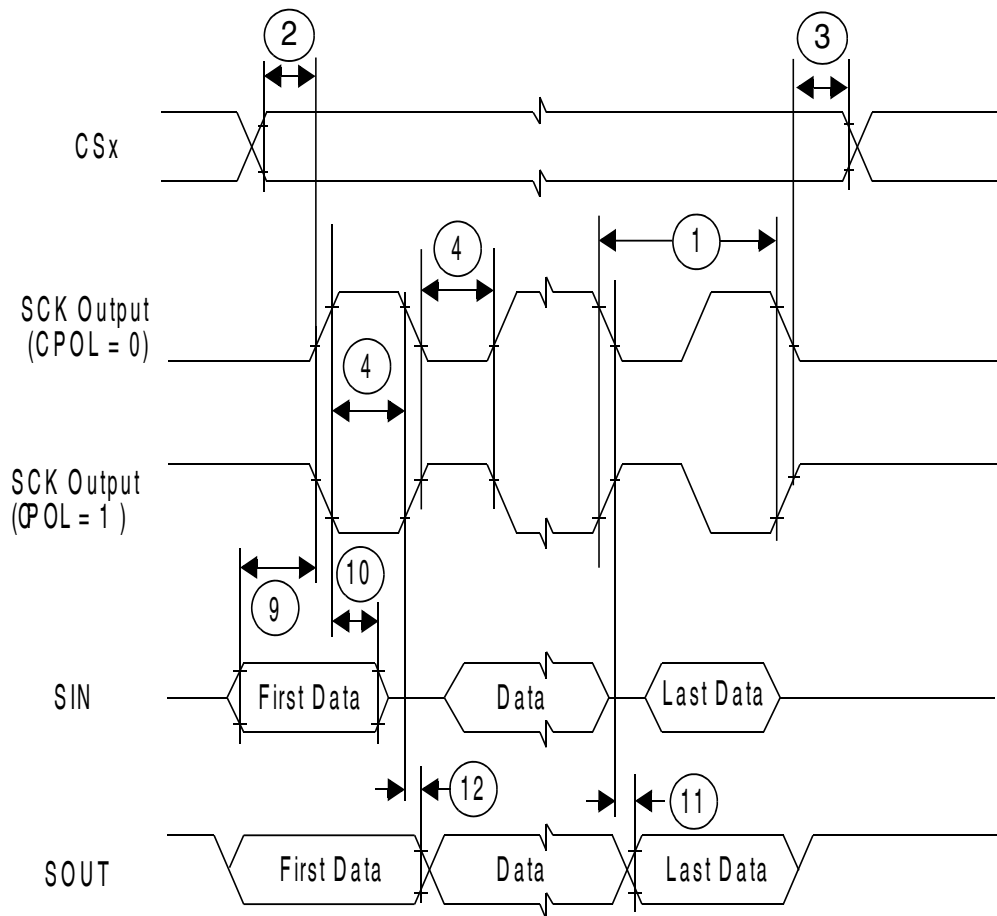 2
3
CSx
1
4
SCK Output
(CPOL = 0)
4
SCK Output
(CPOL = 1 )
10
9
SIN
First Data
Data
Last Data
12
11
SOUT
First Data
Data
Last Data